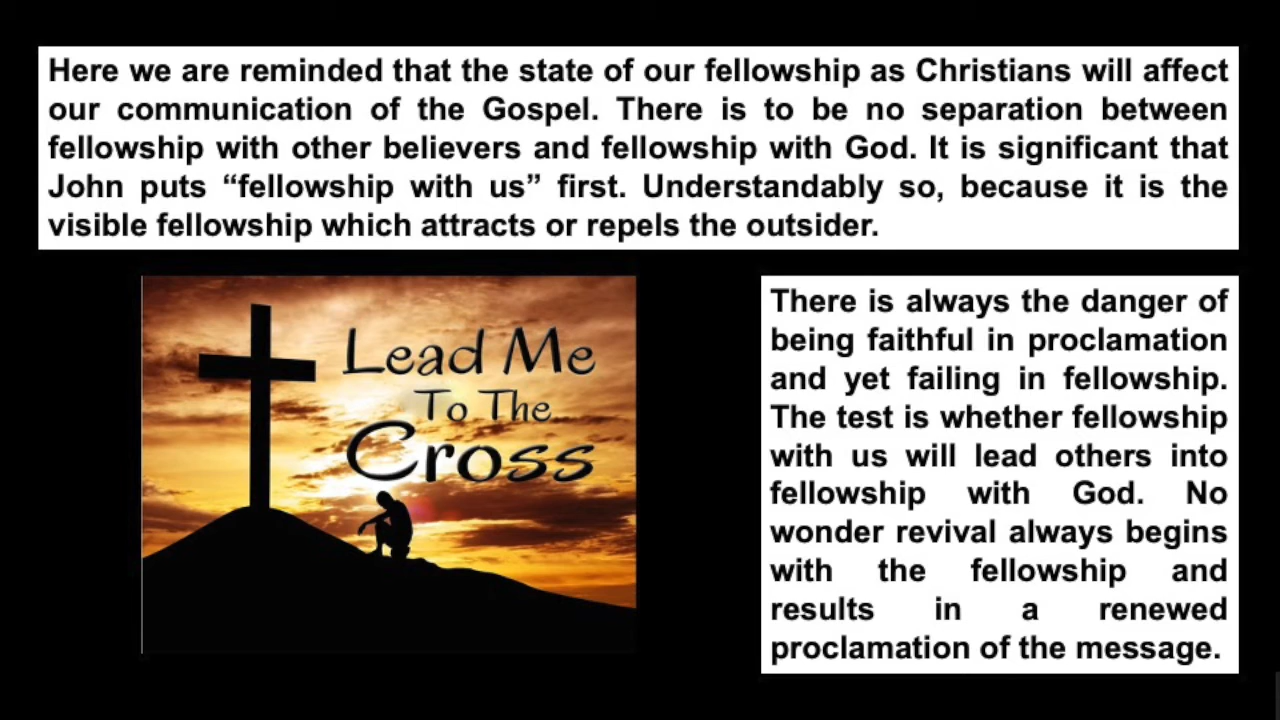 Here we are reminded that the state of our fellowship as Christians will affect
our communication of the Gospel. There is to be no separation between
fellowship with other believers and fellowship with God. It is significant that
John puts “fellowship with us” first. Understandably so, because it is the
visible fellowship which attracts or repels the outsider.
Lead Me
To The
Cross
There is always the danger of
being faithful in proclamation
and yet failing in fellowship.
The test is whether fellowship
with us will lead others into
fellowship with God. No
wonder revival always begins
with the fellowship and
results in a renewed
proclamation of the message.